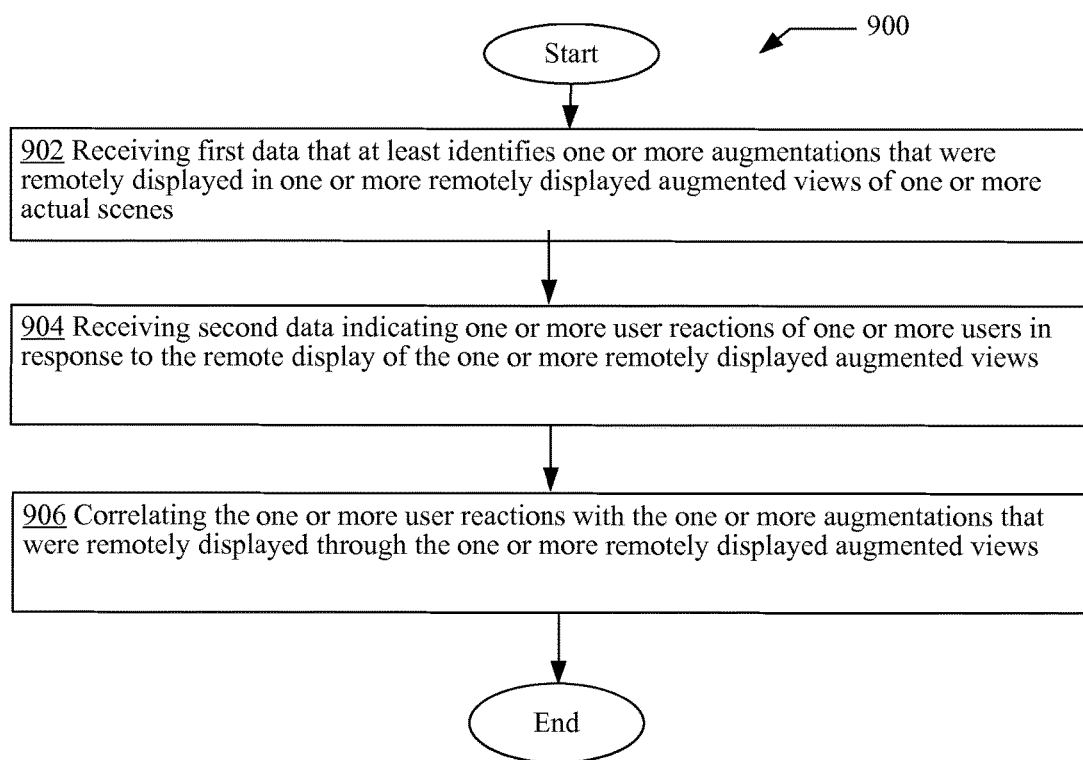 900
Start
902 Receiving first data that at least identifies one or more augmentations that were
remotely displayed in one or more remotely displayed augmented views of one or more
actual scenes
904 Receiving second data indicating one or more user reactions of one or more users in
response to the remote display of the one or more remotely displayed augmented views
906 Correlating the one or more user reactions with the one or more augmentations that
were remotely displayed through the one or more remotely displayed augmented views
End